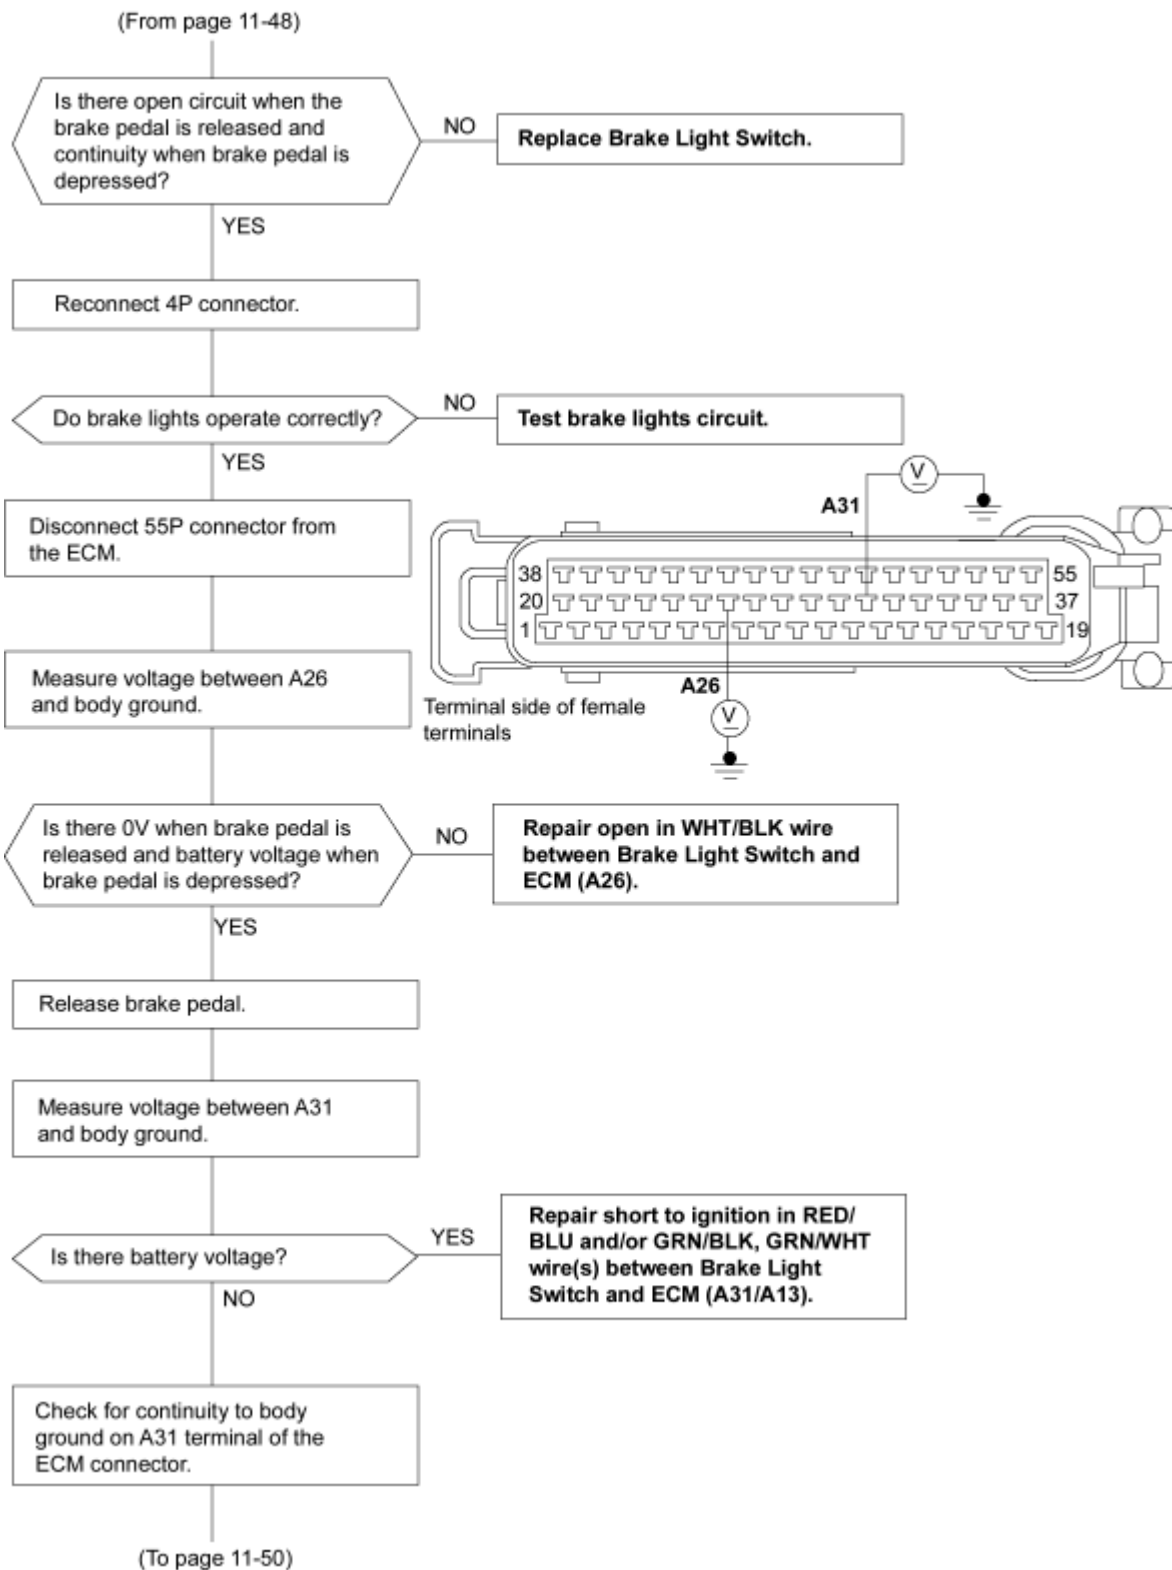 (From page 11-48)
Is there open circuit when the
brake pedal is released and
continuity when brake pedal is
depressed?
NO
Replace Brake Light Switch.
YES
Reconnect 4P connector.
Do brake lights operate correctly?
NO
Test brake lights circuit.
YES
Disconnect 55P connector from
the ECM.
V
A31
38
55
20
37
1
19
Measure voltage between A26
and body ground.
A26
V
Terminal side of female
terminals
Is there 0V when brake pedal is
released and battery voltage when
brake pedal is depressed?
NO
Repair open in WHT/BLK wire
between Brake Light Switch and
ECM (A26).
YES
Release brake pedal.
Measure voltage between A31
and body ground.
Is there battery voltage?
YES
Repair short to ignition in RED/
BLU and/or GRN/BLK, GRN/WHT
wire(s) between Brake Light
Switch and ECM (A31/A13).
NO
Check for continuity to body
ground on A31 terminal of the
ECM connector.
(To page 11-50)